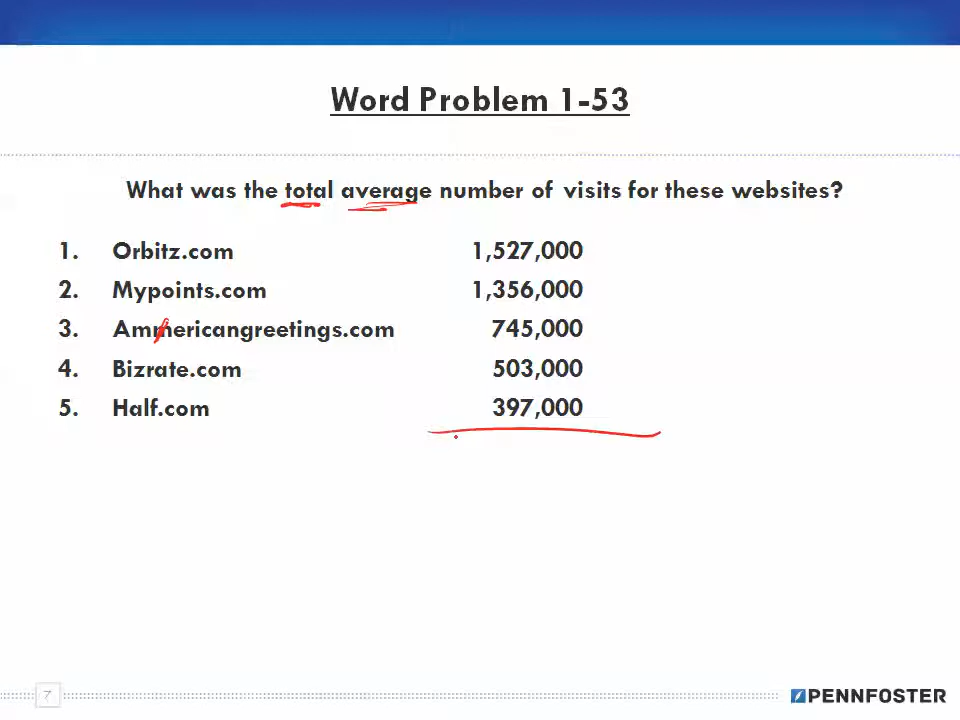 Word Problem 1-53
What was the total average number of visits for these websites?
1. Orbitz.com 1,527,000
2. Mypoints.com 1,356,000
3. Ammericangreetings.com 745,000
4. Bizrate.com 503,000
5. Half.com 397,000
7
PENNFOSTER